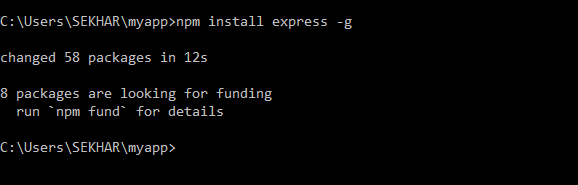 C:\Users\SEKHAR\myapp>npm install express -g
changed 58 packages in 12s
8 packages are looking for funding
run `npm fund` for details
C:\Users\SEKHAR\myapp>